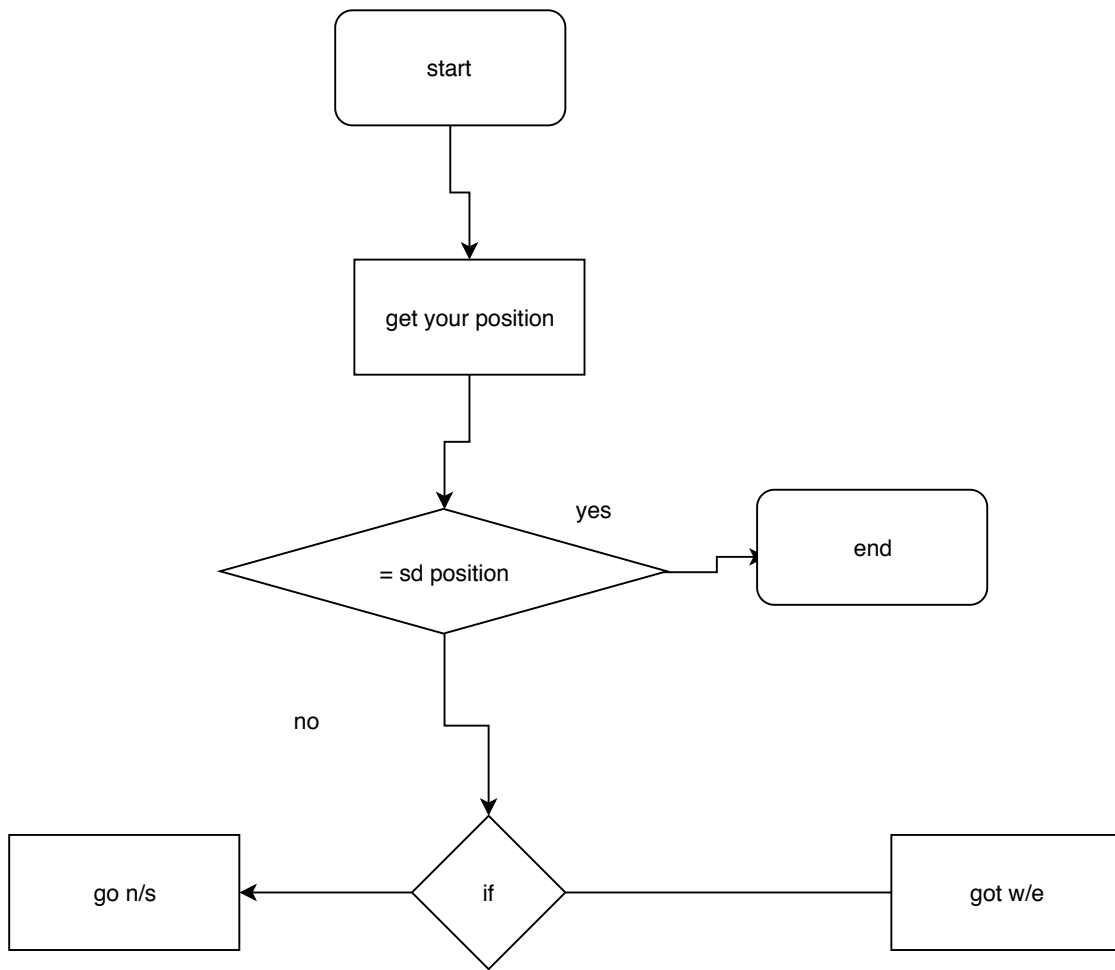 start
get your position
yes
end
= sd position
no
go n/s
if
got w/e